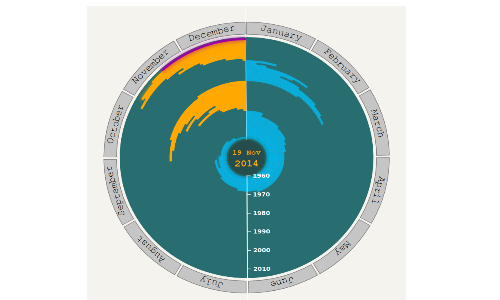 January
February
March
April
May
June
July
August
September
October
November
December
19 Nov
2014
1960
1970
1980
1990
2000
2010